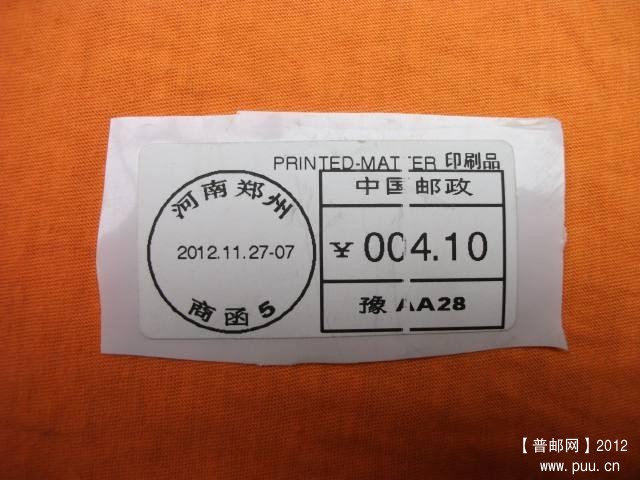 PRINTED-MATTER 印刷品
河南郑州
2012.11.27-07
商函5
中国邮政
¥ 004.10
豫 AA28
【普邮网】2012
www.puu.cn